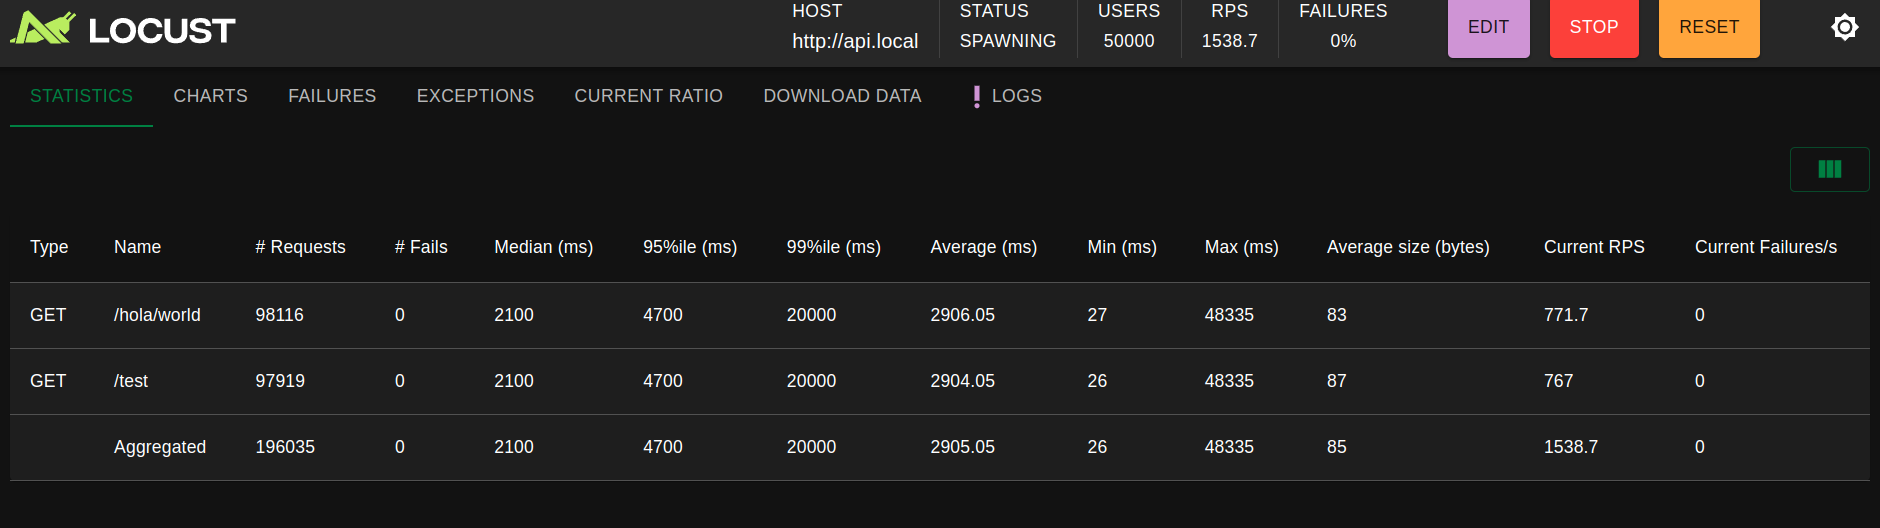 LOCUST
HOST
http://api.local
STATUS
SPAWNING
USERS
50000
RPS
1538.7
FAILURES
0%
EDIT
STOP
RESET
STATISTICS CHARTS FAILURES EXCEPTIONS CURRENT RATIO DOWNLOAD DATA LOGS
Type Name # Requests # Fails Median (ms) 95%ile (ms) 99%ile (ms) Average (ms) Min (ms) Max (ms) Average size (bytes) Current RPS Current Failures/s
GET /hola/world 98116 0 2100 4700 20000 2906.05 27 48335 83 771.7 0
GET /test 97919 0 2100 4700 20000 2904.05 26 48335 87 767 0
Aggregated 196035 0 2100 4700 20000 2905.05 26 48335 85 1538.7 0